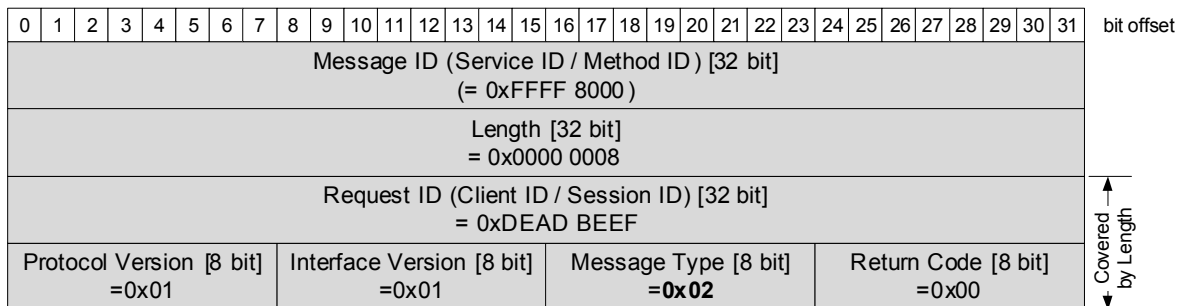 0 1 2 3 4 5 6 7 8 9 10 11 12 13 14 15 16 17 18 19 20 21 22 23 24 25 26 27 28 29 30 31 bit offset
Message ID (Service ID / Method ID) [32 bit]
(= 0xFFFF 8000)
Length [32 bit]
= 0x0000 0008
Request ID (Client ID / Session ID) [32 bit]
= 0xDEAD BEEF
Covered
by Length
Protocol Version [8 bit] Interface Version [8 bit] Message Type [8 bit] Return Code [8 bit]
=0x01 =0x01 =0x02 =0x00